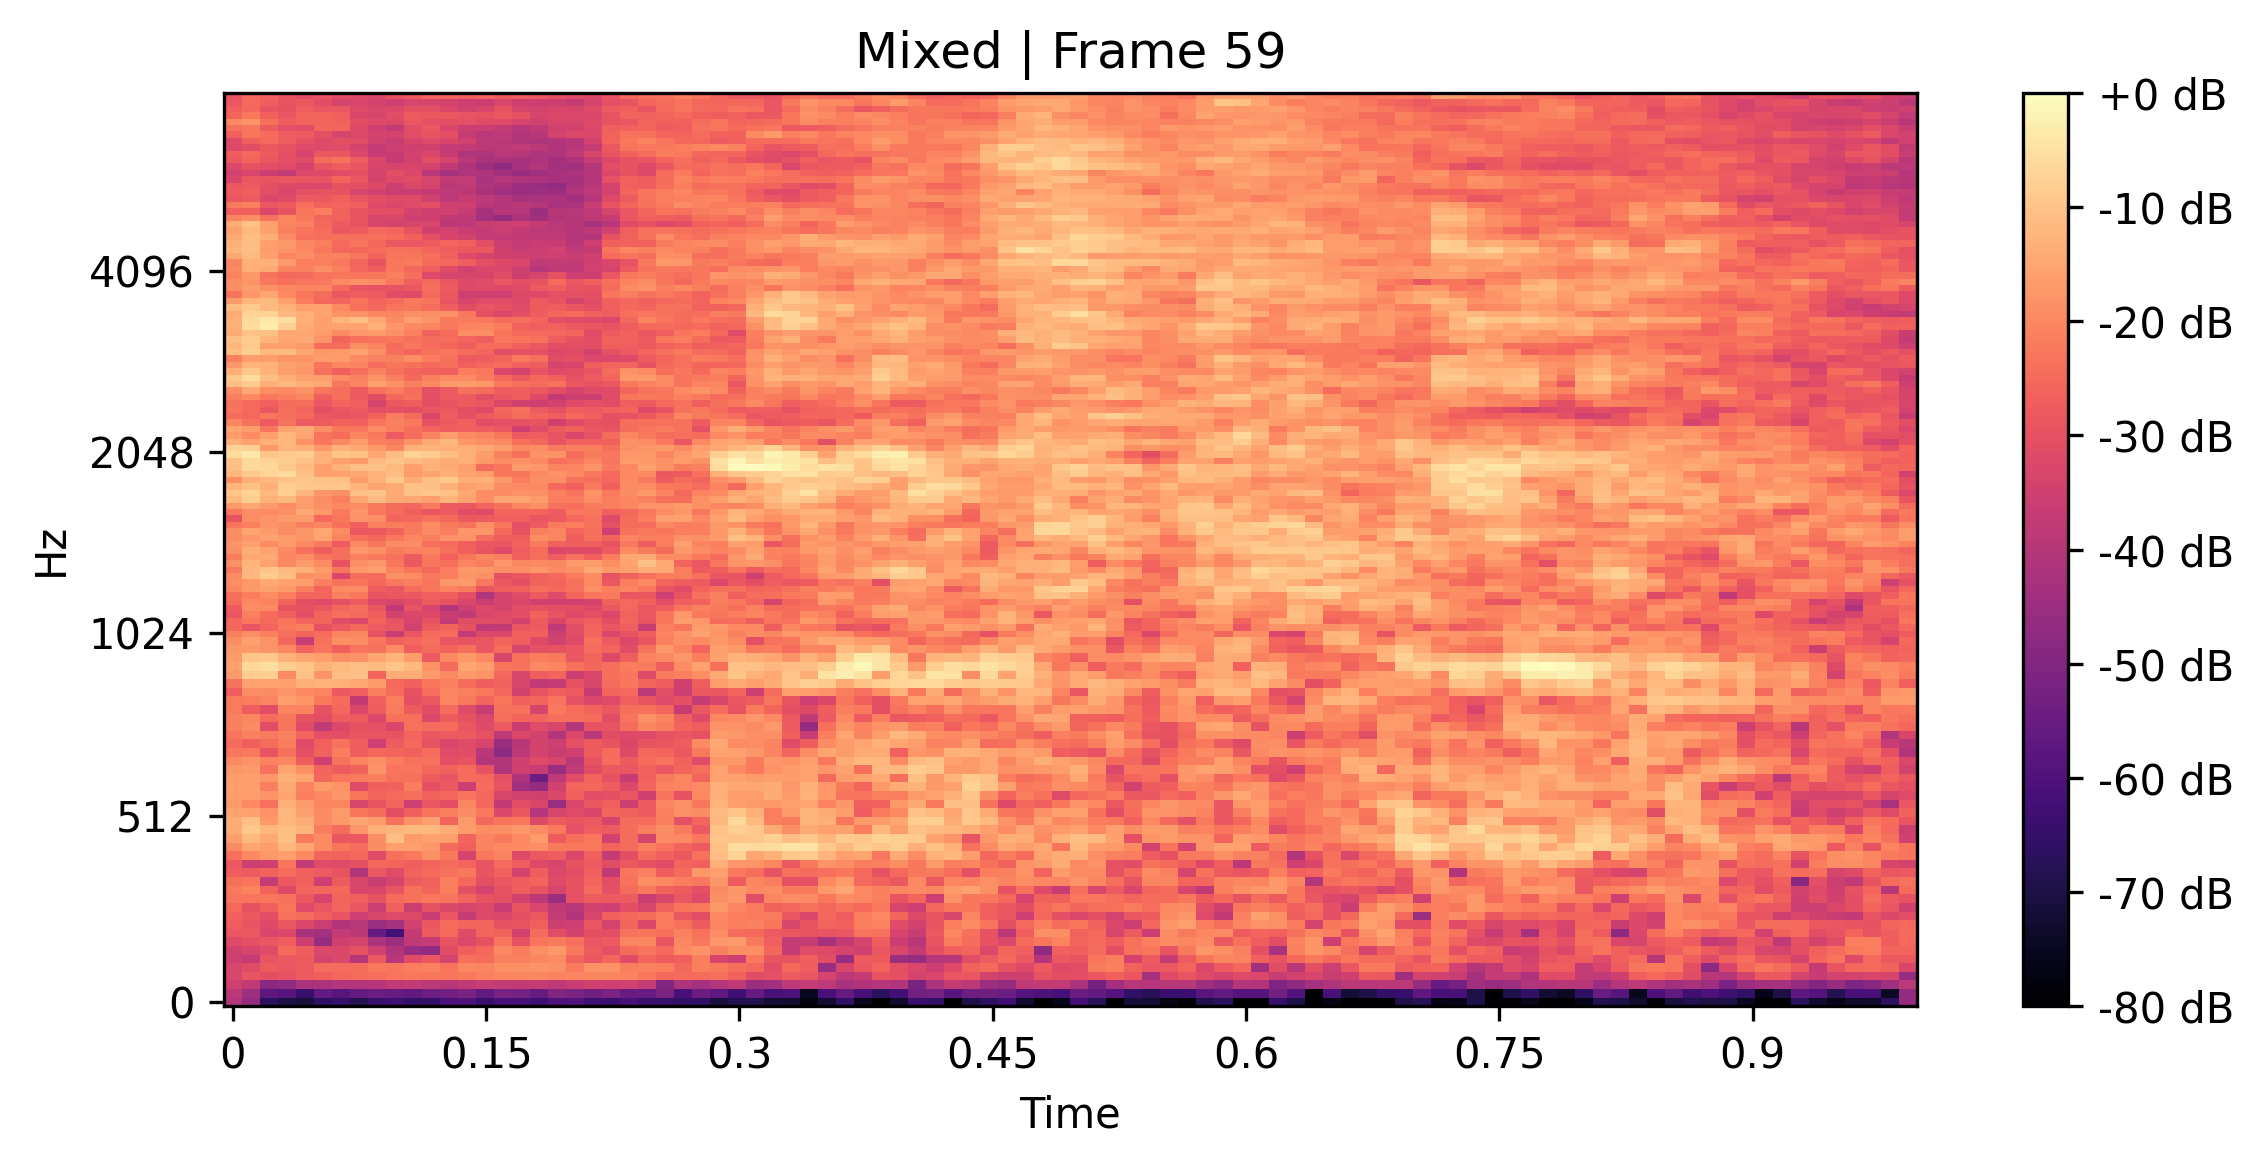 Mixed | Frame 59
+0 dB
-10 dB
-20 dB
-30 dB
-40 dB
-50 dB
-60 dB
-70 dB
-80 dB
4096
2048
1024
512
0
Hz
0 0.15 0.3 0.45 0.6 0.75 0.9
Time